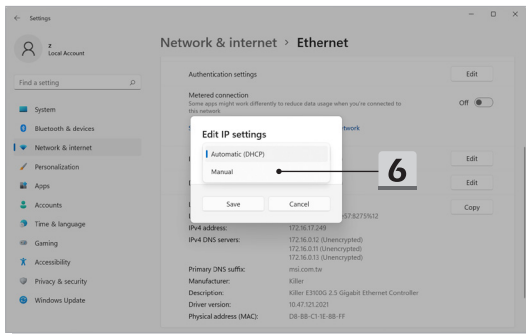 Settings
z
Local Account
Find a setting
System
Bluetooth & devices
Network & internet
Personalization
Apps
Accounts
Time & language
Gaming
Accessibility
Privacy & security
Windows Update
Network & internet › Ethernet
Authentication settings
Edit
Metered connection
Some apps might work differently to reduce data usage when you're connected to
this network
Off
Edit IP settings
Automatic (DHCP)
Manual
6
Save
Cancel
Edit
Edit
Copy
IPv4 address:
172.16.17.249
IPv4 DNS servers:
172.16.0.12 (Unencrypted)
172.16.0.11 (Unencrypted)
172.16.0.13 (Unencrypted)
Primary DNS suffix:
msi.com.tw
Manufacturer:
Killer
Description:
Killer E3100G 2.5 Gigabit Ethernet Controller
Driver version:
10.47.121.2021
Physical address (MAC):
D8-BB-C1-1E-8B-FF